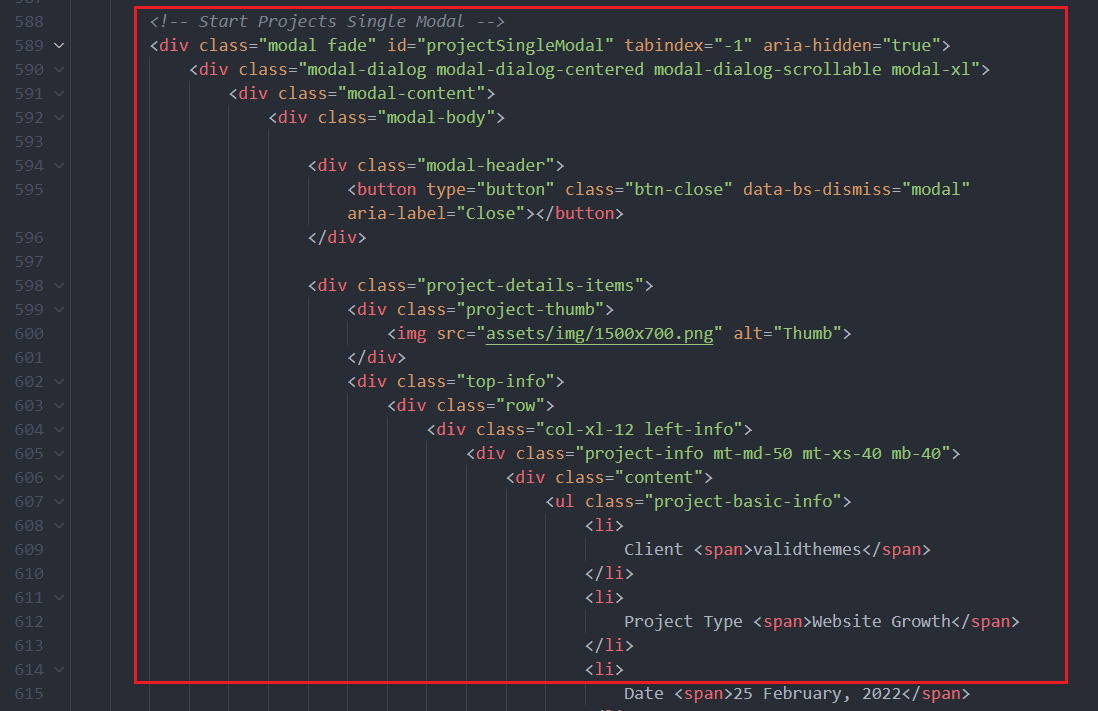 587
588 <!-- Start Projects Single Modal -->
589 <div class="modal fade" id="projectSingleModal" tabindex="-1" aria-hidden="true">
590 <div class="modal-dialog modal-dialog-centered modal-dialog-scrollable modal-xl">
591 <div class="modal-content">
592 <div class="modal-body">
593
594 <div class="modal-header">
595 <button type="button" class="btn-close" data-bs-dismiss="modal"
aria-label="Close"></button>
596 </div>
597
598 <div class="project-details-items">
599 <div class="project-thumb">
600 <img src="assets/img/1500x700.png" alt="Thumb">
601 </div>
602 <div class="top-info">
603 <div class="row">
604 <div class="col-xl-12 left-info">
605 <div class="project-info mt-md-50 mt-xs-40 mb-40">
606 <div class="content">
607 <ul class="project-basic-info">
608 <li>
609 Client <span>validthemes</span>
610 </li>
611 <li>
612 Project Type <span>Website Growth</span>
613 </li>
614 <li>
615 Date <span>25 February, 2022</span>